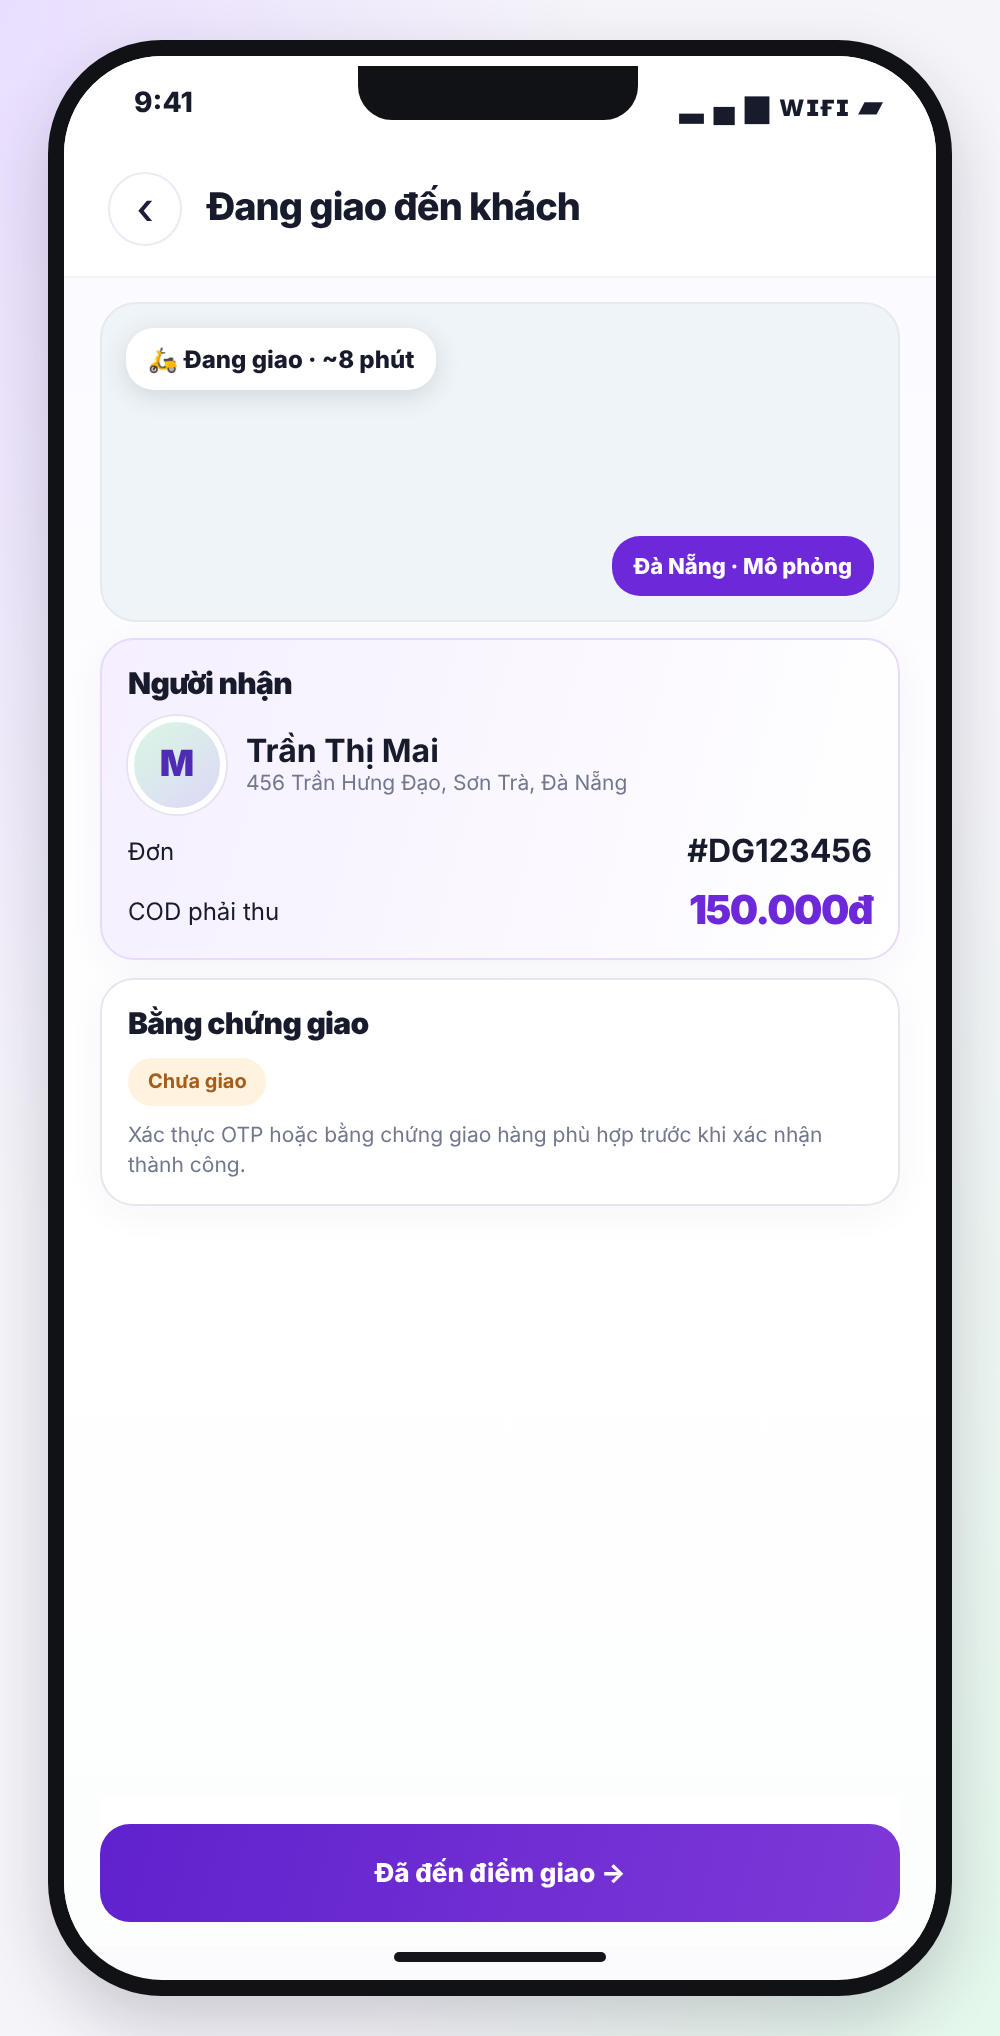 9:41
WIFI
Đang giao đến khách
Đang giao · ~8 phút
Đà Nẵng · Mô phỏng
Người nhận
M
Trần Thị Mai
456 Trần Hưng Đạo, Sơn Trà, Đà Nẵng
Đơn #DG123456
COD phải thu 150.000đ
Bằng chứng giao
Chưa giao
Xác thực OTP hoặc bằng chứng giao hàng phù hợp trước khi xác nhận
thành công.
Đã đến điểm giao →